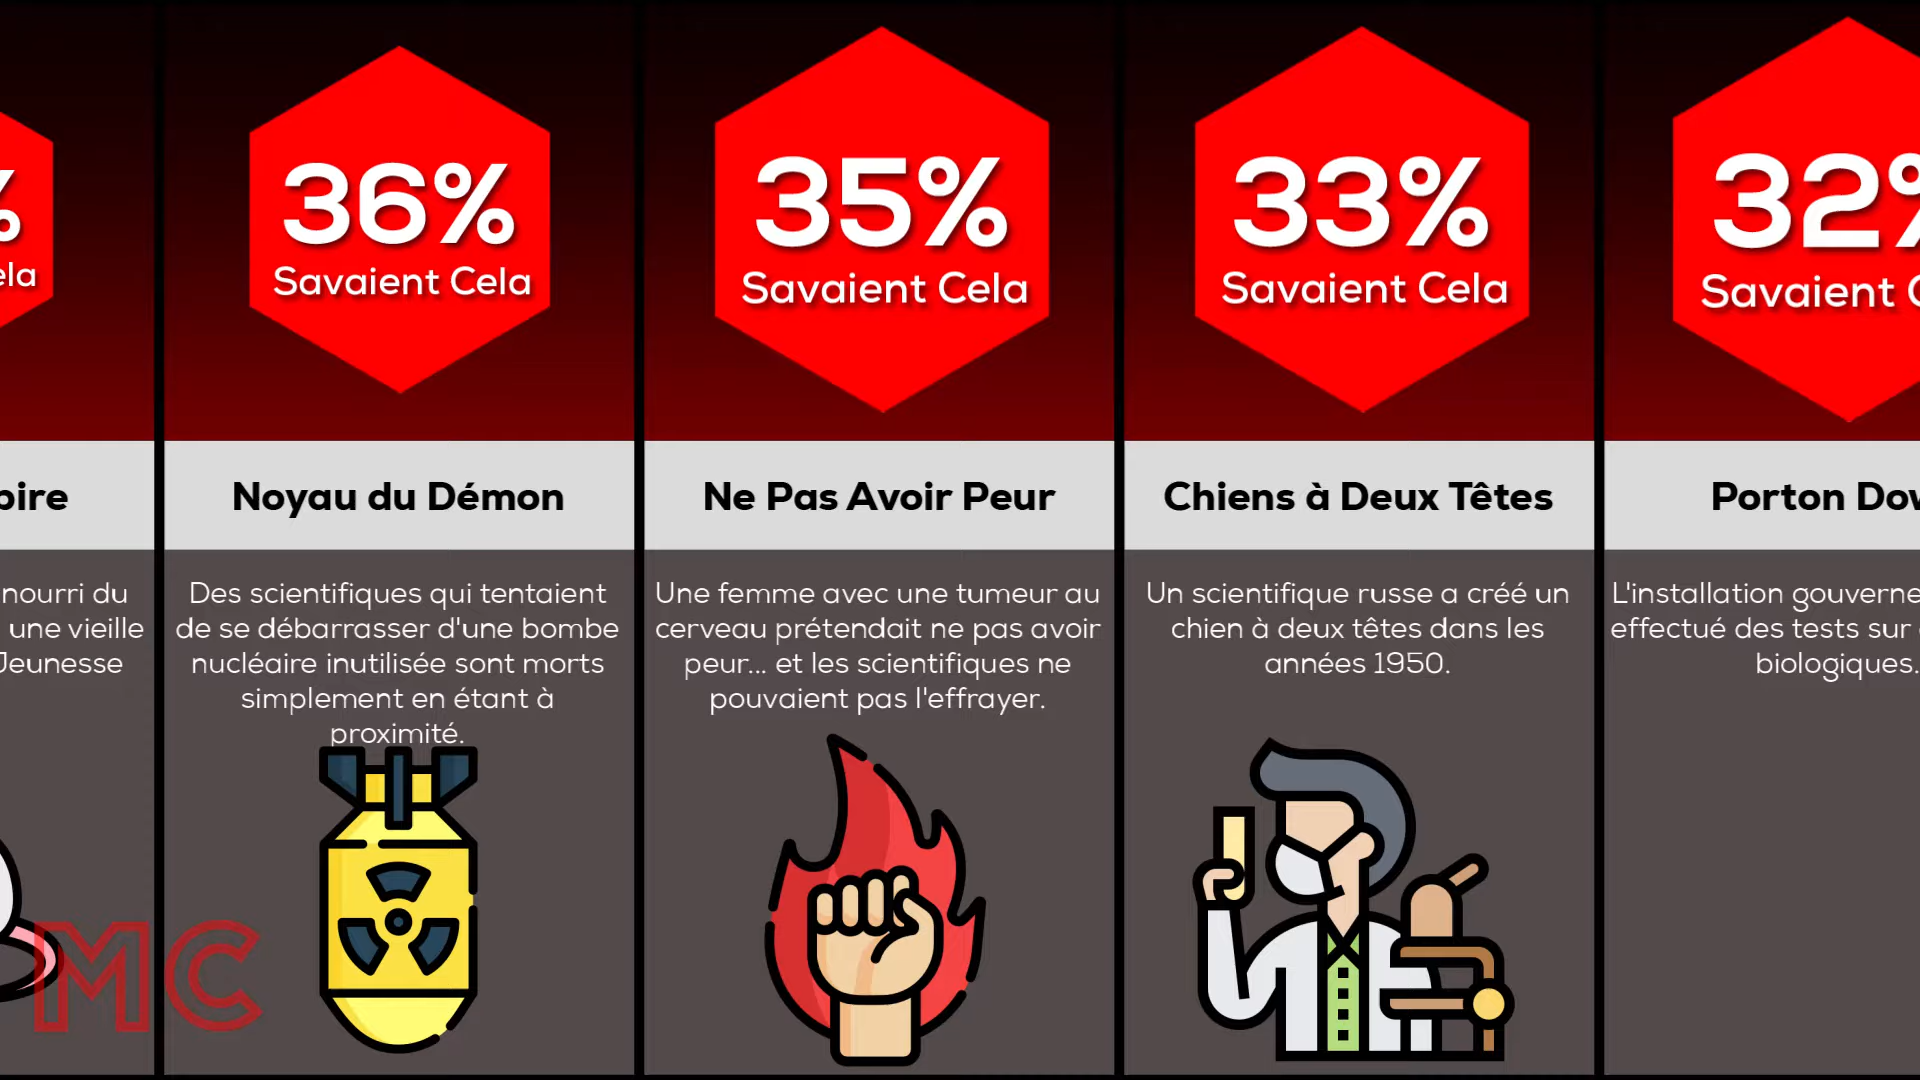 %
ela
pire
nourri du
une vieille
Jeunesse
36%
Savaient Cela
Noyau du Démon
Des scientifiques qui tentaient
de se débarrasser d'une bombe
nucléaire inutilisée sont morts
simplement en étant à
proximité.
35%
Savaient Cela
Ne Pas Avoir Peur
Une femme avec une tumeur au
cerveau prétendait ne pas avoir
peur... et les scientifiques ne
pouvaient pas l'effrayer.
33%
Savaient Cela
Chiens à Deux Têtes
Un scientifique russe a créé un
chien à deux têtes dans les
années 1950.
32%
Savaient
Porton
L'installation
effectué des tests sur
biologiques.
MC